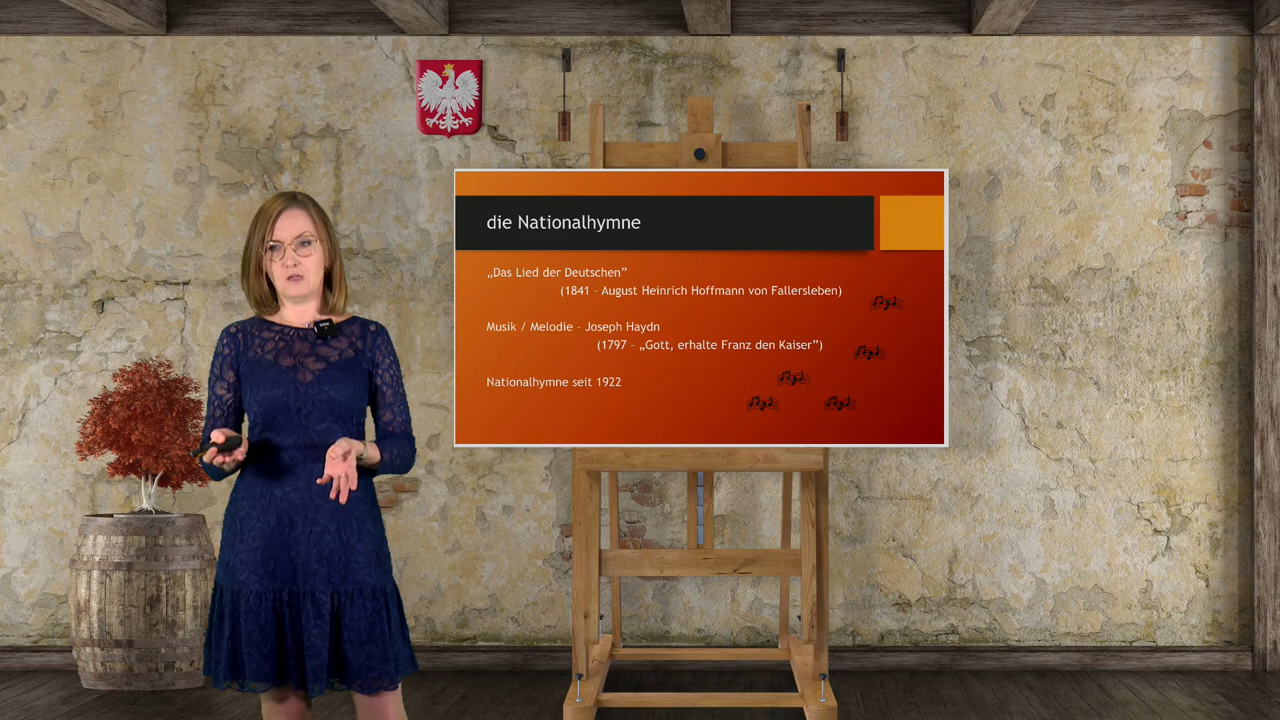 die Nationalhymne
„Das Lied der Deutschen”
(1841 - August Heinrich Hoffmann von Fallersleben)
Musik / Melodie - Joseph Haydn
(1797 - „Gott, erhalte Franz den Kaiser”)
Nationalhymne seit 1922